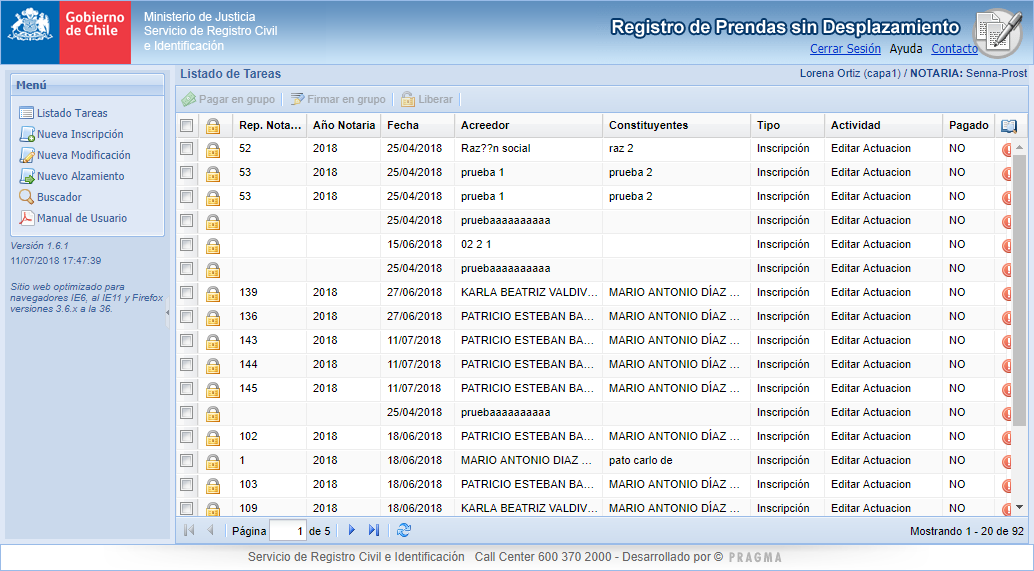 Gobierno
de Chile
Ministerio de Justicia
Servicio de Registro Civil
e Identificación
Registro de Prendas sin Desplazamiento
Cerrar Sesión Ayuda Contacto
Menú
Listado Tareas
Nueva Inscripción
Nueva Modificación
Nuevo Alzamiento
Buscador
Manual de Usuario
Versión 1.6.1
11/07/2018 17:47:39
Sitio web optimizado para
navegadores IE6, al IE11 y Firefox
versiones 3.6.x a la 36.
Listado de Tareas
Lorena Ortiz (capa1) / NOTARIA: Senna-Prost
Pagar en grupo Firmar en grupo Liberar
Rep. Nota... Año Notaria Fecha Acreedor Constituyentes Tipo Actividad Pagado
52 2018 25/04/2018 Raz??n social raz 2 Inscripción Editar Actuacion NO
53 2018 25/04/2018 prueba 1 prueba 2 Inscripción Editar Actuacion NO
53 2018 25/04/2018 prueba 1 prueba 2 Inscripción Editar Actuacion NO
25/04/2018 pruebaaaaaaaaaa Inscripción Editar Actuacion NO
15/06/2018 02 2 1 Inscripción Editar Actuacion NO
25/04/2018 pruebaaaaaaaaaa Inscripción Editar Actuacion NO
139 2018 27/06/2018 KARLA BEATRIZ VALDIV... MARIO ANTONIO DÍAZ ... Inscripción Editar Actuacion NO
136 2018 27/06/2018 PATRICIO ESTEBAN BA... MARIO ANTONIO DÍAZ ... Inscripción Editar Actuacion NO
143 2018 11/07/2018 PATRICIO ESTEBAN BA... MARIO ANTONIO DÍAZ ... Inscripción Editar Actuacion NO
144 2018 11/07/2018 PATRICIO ESTEBAN BA... MARIO ANTONIO DÍAZ ... Inscripción Editar Actuacion NO
145 2018 11/07/2018 PATRICIO ESTEBAN BA... MARIO ANTONIO DÍAZ ... Inscripción Editar Actuacion NO
25/04/2018 pruebaaaaaaaaaa Inscripción Editar Actuacion NO
102 2018 18/06/2018 PATRICIO ESTEBAN BA... MARIO ANTONIO DÍAZ ... Inscripción Editar Actuacion NO
1 2018 18/06/2018 MARIO ANTONIO DIAZ ... pato carlo de Inscripción Editar Actuacion NO
103 2018 18/06/2018 PATRICIO ESTEBAN BA... MARIO ANTONIO DÍAZ ... Inscripción Editar Actuacion NO
109 2018 18/06/2018 KARLA BEATRIZ VALDIV... MARIO ANTONIO DÍAZ ... Inscripción Editar Actuacion NO
Página 1 de 5 Mostrando 1 - 20 de 92
Servicio de Registro Civil e Identificación Call Center 600 370 2000 - Desarrollado por © PRAGMA